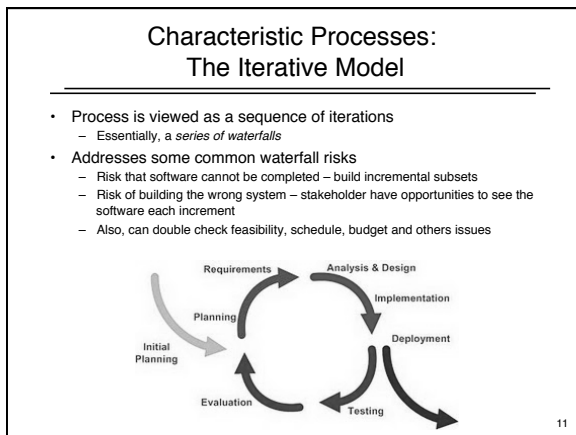 Characteristic Processes:
The Iterative Model
• Process is viewed as a sequence of iterations
– Essentially, a series of waterfalls
• Addresses some common waterfall risks
– Risk that software cannot be completed – build incremental subsets
– Risk of building the wrong system – stakeholder have opportunities to see the
software each increment
– Also, can double check feasibility, schedule, budget and others issues
Requirements
Analysis & Design
Implementation
Planning
Deployment
Initial
Planning
Evaluation
Testing
11